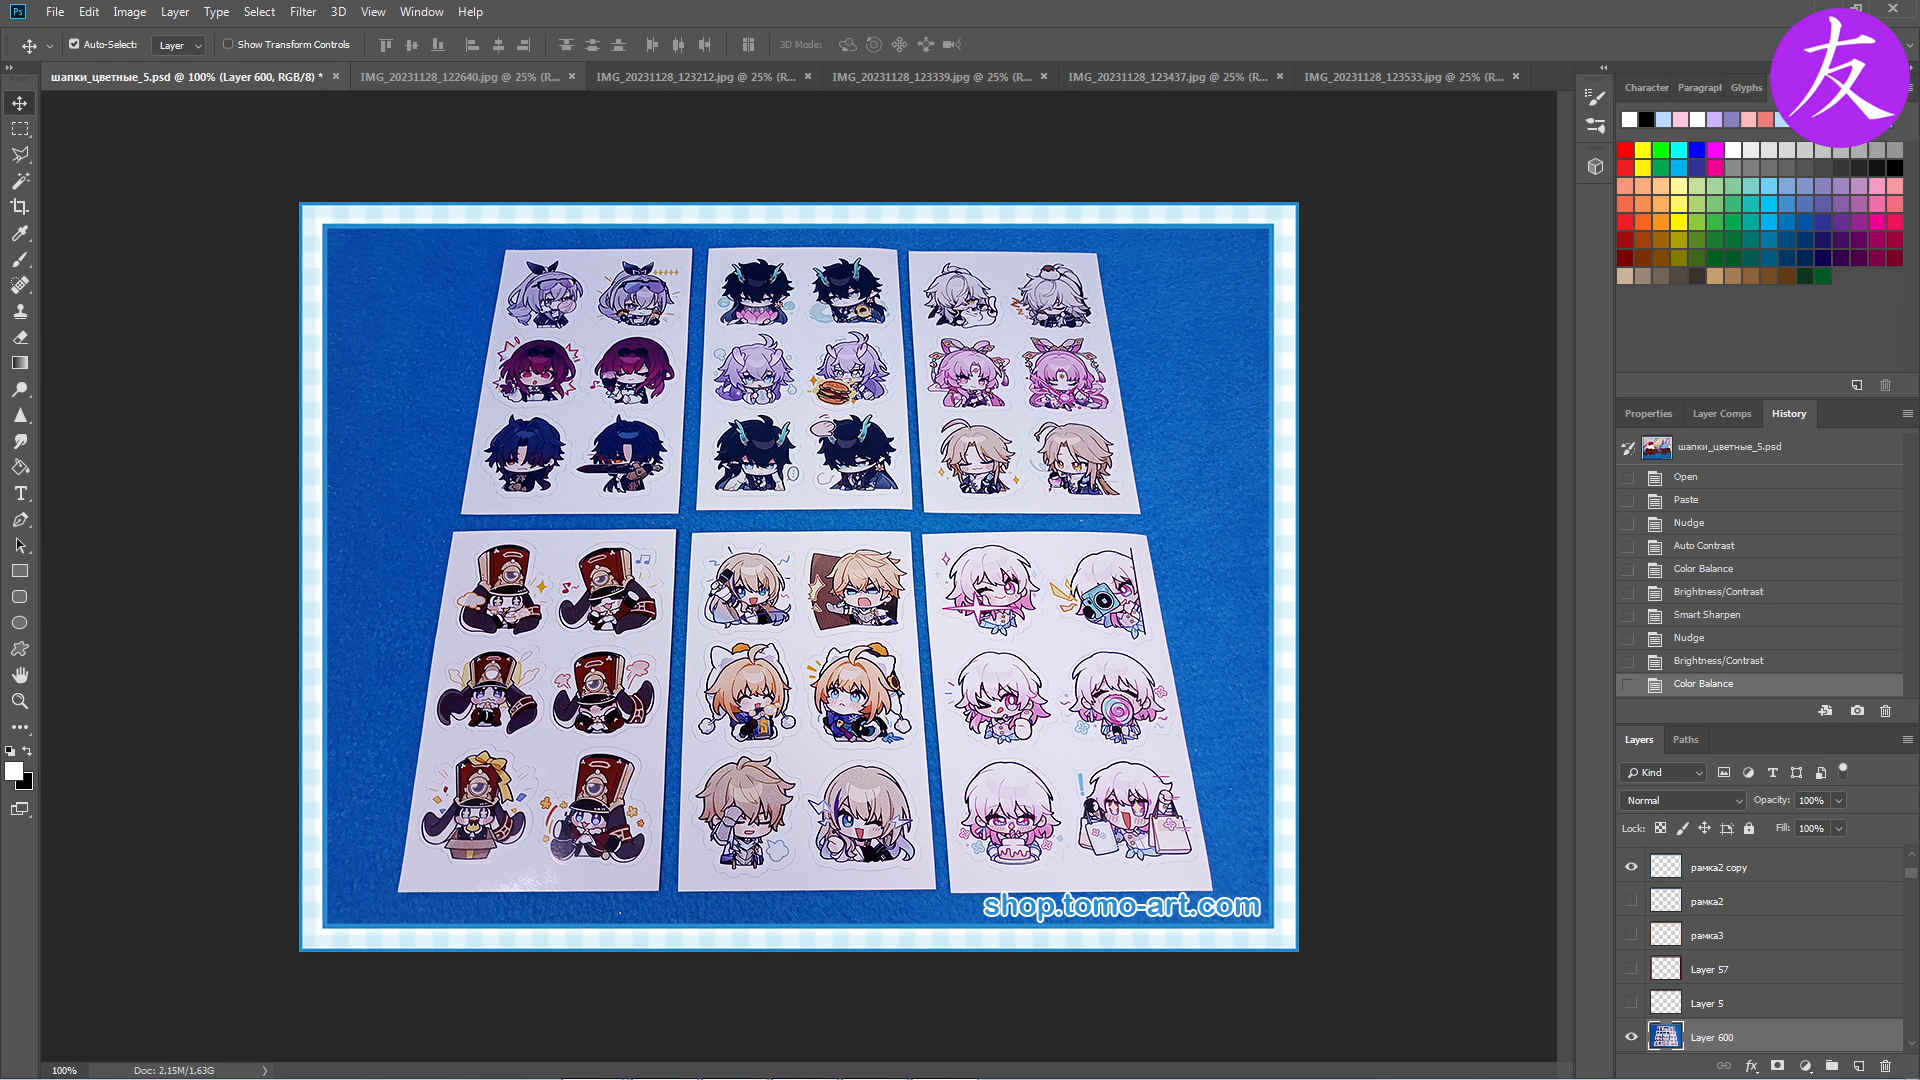 Ps File Edit Image Layer Type Select Filter 3D View Window Help
Auto-Select: Layer Show Transform Controls 3D Mode:
шапки_цветные_5.psd @ 100% (Layer 600, RGB/8) * IMG_20231128_122640.jpg @ 25% (R... IMG_20231128_123212.jpg @ 25% (R... IMG_20231128_123339.jpg @ 25% (R... IMG_20231128_123437.jpg @ 25% (R... IMG_20231128_123533.jpg @ 25% (R...
友
Character Paragrapl Glyphs
Properties Layer Comps History
шапки_цветные_5.psd
Open
Paste
Nudge
Auto Contrast
Color Balance
Brightness/Contrast
Smart Sharpen
Nudge
Brightness/Contrast
Color Balance
Layers Paths
Kind
Normal Opacity: 100%
Lock: Fill: 100%
рамка2 copy
рамка2
рамка3
Layer 57
Layer 5
Layer 600
shop.tomo-art.com
100% Doc: 2,15M/1,63G